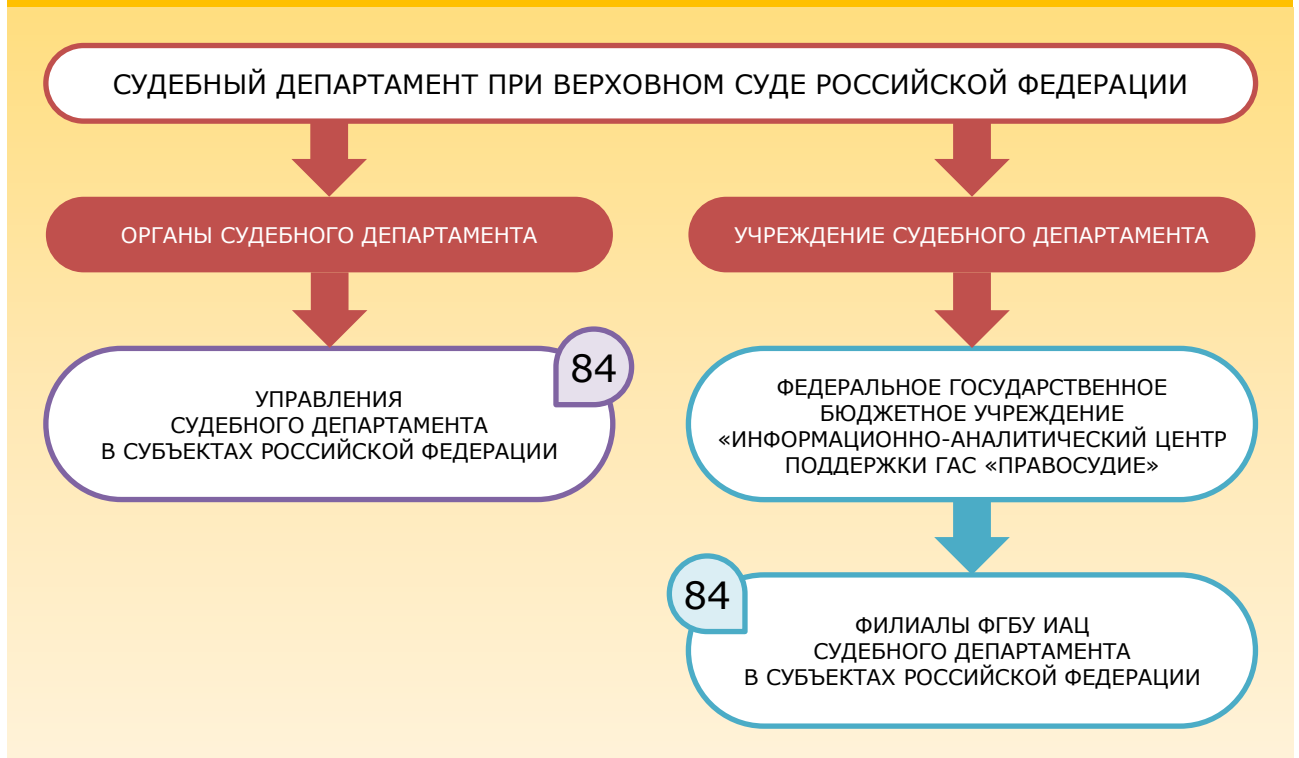 СУДЕБНЫЙ ДЕПАРТАМЕНТ ПРИ ВЕРХОВНОМ СУДЕ РОССИЙСКОЙ ФЕДЕРАЦИИ
ОРГАНЫ СУДЕБНОГО ДЕПАРТАМЕНТА
УЧРЕЖДЕНИЕ СУДЕБНОГО ДЕПАРТАМЕНТА
84
УПРАВЛЕНИЯ
СУДЕБНОГО ДЕПАРТАМЕНТА
В СУБЪЕКТАХ РОССИЙСКОЙ ФЕДЕРАЦИИ
ФЕДЕРАЛЬНОЕ ГОСУДАРСТВЕННОЕ
БЮДЖЕТНОЕ УЧРЕЖДЕНИЕ
«ИНФОРМАЦИОННО-АНАЛИТИЧЕСКИЙ ЦЕНТР
ПОДДЕРЖКИ ГАС «ПРАВОСУДИЕ»
84
ФИЛИАЛЫ ФГБУ ИАЦ
СУДЕБНОГО ДЕПАРТАМЕНТА
В СУБЪЕКТАХ РОССИЙСКОЙ ФЕДЕРАЦИИ